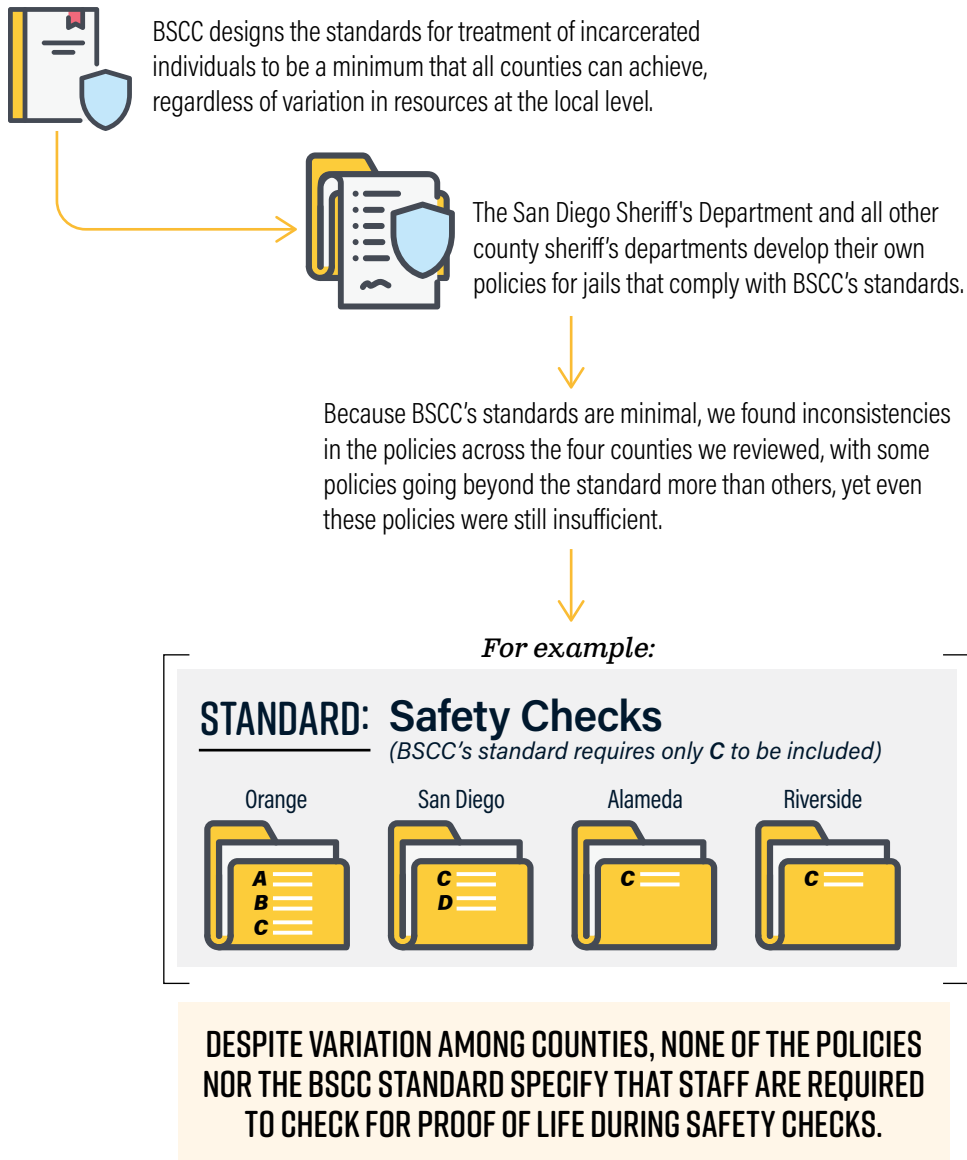 BSCC designs the standards for treatment of incarcerated
individuals to be a minimum that all counties can achieve,
regardless of variation in resources at the local level.
The San Diego Sheriff's Department and all other
county sheriff’s departments develop their own
policies for jails that comply with BSCC’s standards.
Because BSCC’s standards are minimal, we found inconsistencies
in the policies across the four counties we reviewed, with some
policies going beyond the standard more than others, yet even
these policies were still insufficient.
For example:
STANDARD: Safety Checks
(BSCC’s standard requires only C to be included)
Orange San Diego Alameda Riverside
A
B
C
C
D
C
C
DESPITE VARIATION AMONG COUNTIES, NONE OF THE POLICIES
NOR THE BSCC STANDARD SPECIFY THAT STAFF ARE REQUIRED
TO CHECK FOR PROOF OF LIFE DURING SAFETY CHECKS.